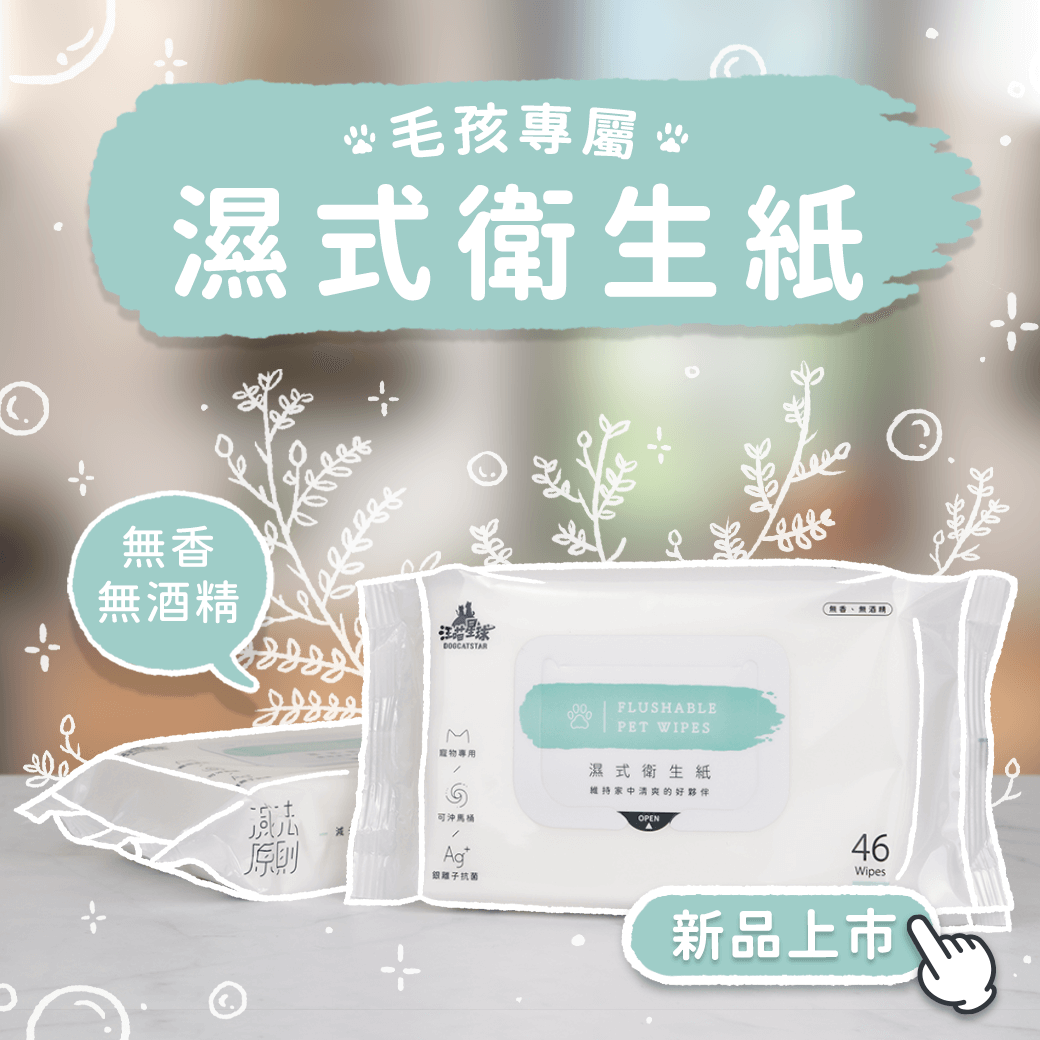 毛孩專屬
濕式衛生紙
無香
無酒精
汪喵星球
DOGCATSTAR
無香、無酒精
FLUSHABLE
PET WIPES
濕式衛生紙
維持家中清爽的好夥伴
OPEN
寵物專用
可沖馬桶
Ag+
銀離子抗菌
46
Wipes
減法
原則
新品上市